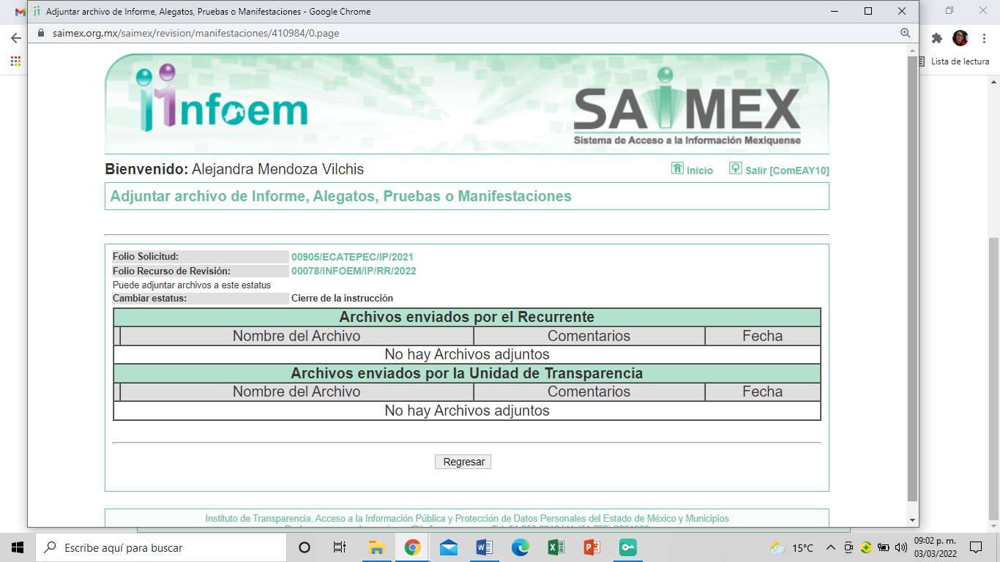 Adjuntar archivo de Informe, Alegatos, Pruebas o Manifestaciones - Google Chrome
saimex.org.mx/saimex/revision/manifestaciones/410984/0.page
Lista de lectura
infoem
SAIMEX
Sistema de Acceso a la Información Mexiquense
Bienvenido: Alejandra Mendoza Vilchis
Inicio
Salir [ComEAY10]
Adjuntar archivo de Informe, Alegatos, Pruebas o Manifestaciones
Folio Solicitud: 00905/ECATEPEC/IP/2021
Folio Recurso de Revisión: 00078/INFOEM/IP/RR/2022
Puede adjuntar archivos a este estatus
Cambiar estatus: Cierre de la instrucción
Archivos enviados por el Recurrente
Nombre del Archivo Comentarios Fecha
No hay Archivos adjuntos
Archivos enviados por la Unidad de Transparencia
Nombre del Archivo Comentarios Fecha
No hay Archivos adjuntos
Regresar
Instituto de Transparencia, Acceso a la Información Pública y Protección de Datos Personales del Estado de México y Municipios
Escribe aquí para buscar
15°C
09:02 p. m.
03/03/2022